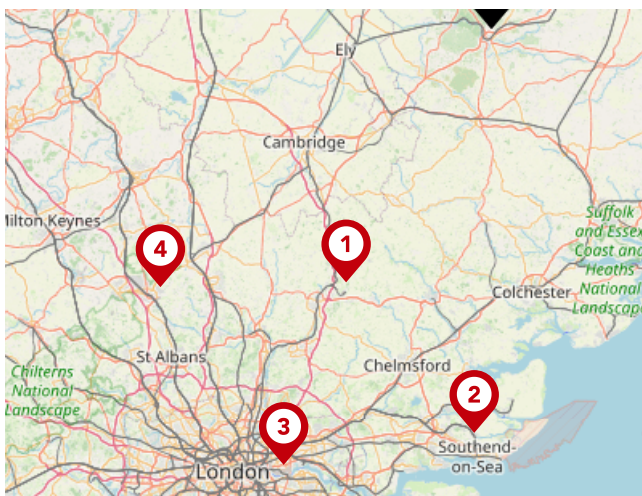 Ely
Cambridge
Milton Keynes
Suffolk
and Essex
Coast and
Heaths
National
Landscape
1
4
Colchester
St Albans
Chelmsford
Chilterns
National
Landscape
2
3
Southend-
on-Sea
London